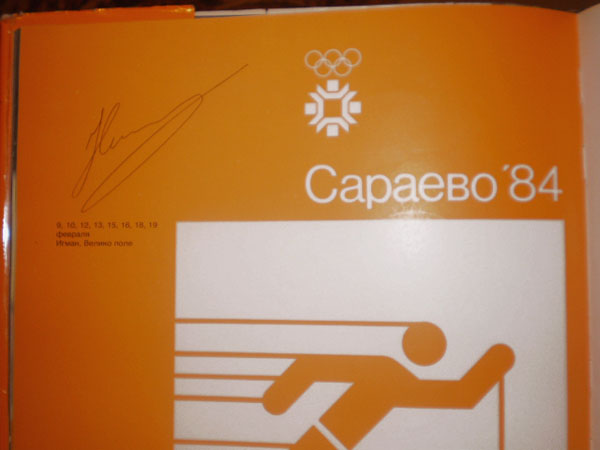 Сараево '84
9, 10, 12, 13, 15, 16, 18, 19
февраля
Игман, Велико поле